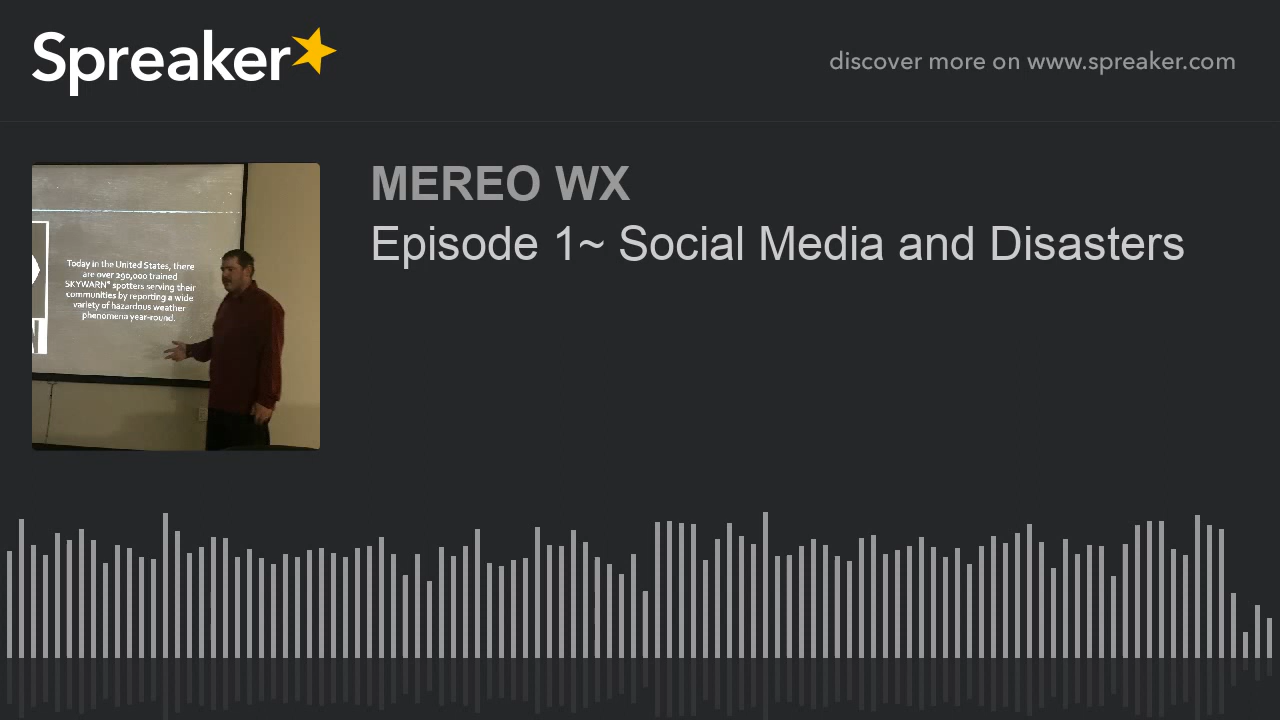 Spreaker
discover more on www.spreaker.com
MEREO WX
Episode 1~ Social Media and Disasters
Today in the United States, there
are over 290,000 trained
SKYWARN® spotters serving their
communities by reporting a wide
variety of hazardous weather
phenomena year-round.